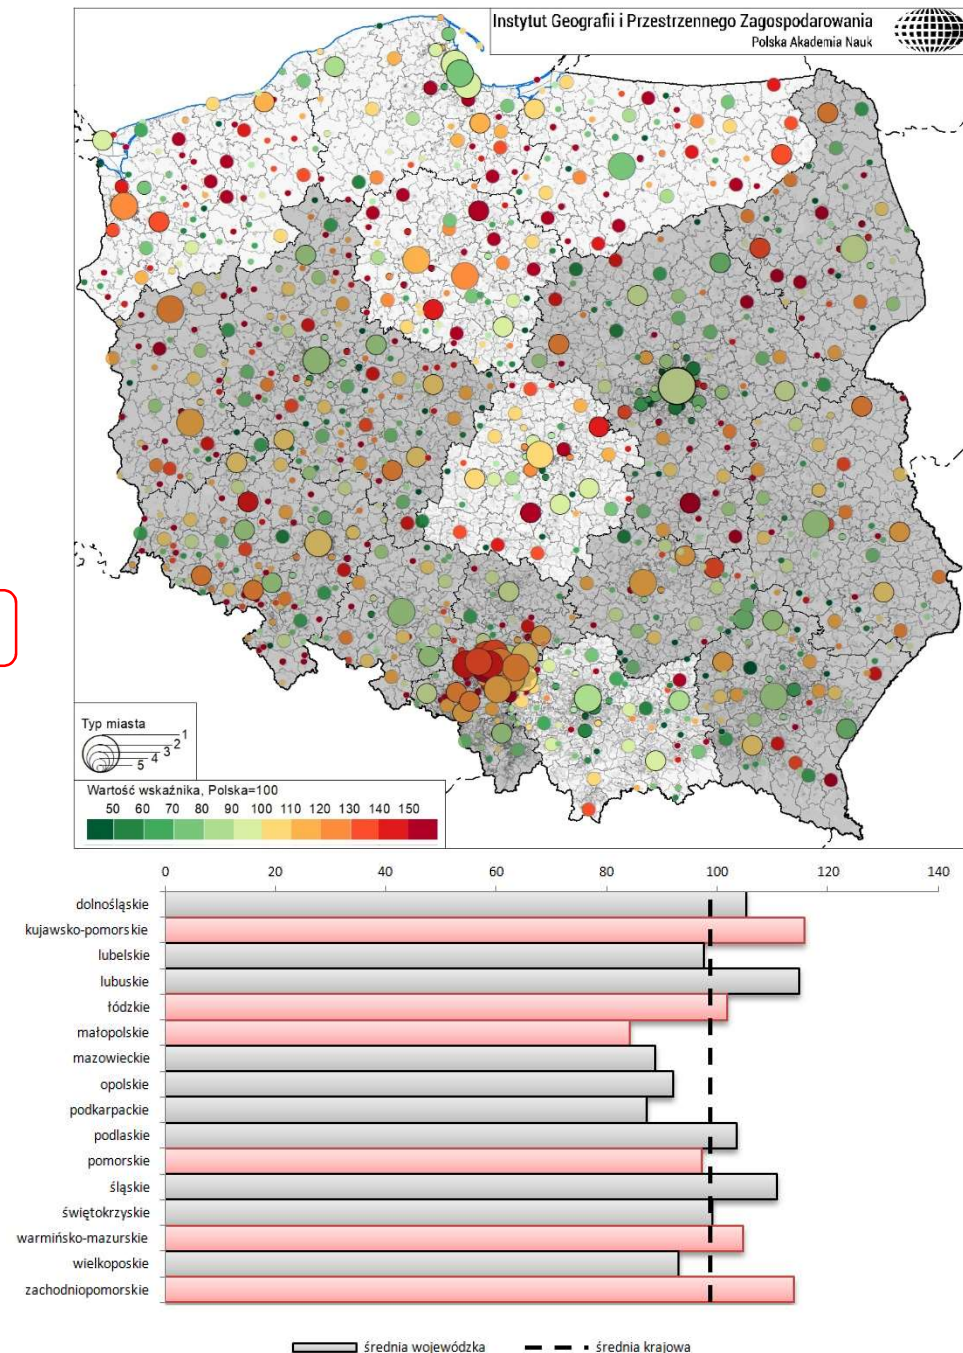 Instytut Geografii i Przestrzennego Zagospodarowania
Polska Akademia Nauk
Typ miasta
1
2
3
4
5
Wartość wskaźnika, Polska=100
50 60 70 80 90 100 110 120 130 140 150
0 20 40 60 80 100 120 140
dolnośląskie
kujawsko-pomorskie
lubelskie
lubuskie
łódzkie
małopolskie
mazowieckie
opolskie
podkarpackie
podlaskie
pomorskie
śląskie
świętokrzyskie
warmińsko-mazurskie
wielkoposkie
zachodniopomorskie
średnia wojewódzka
średnia krajowa